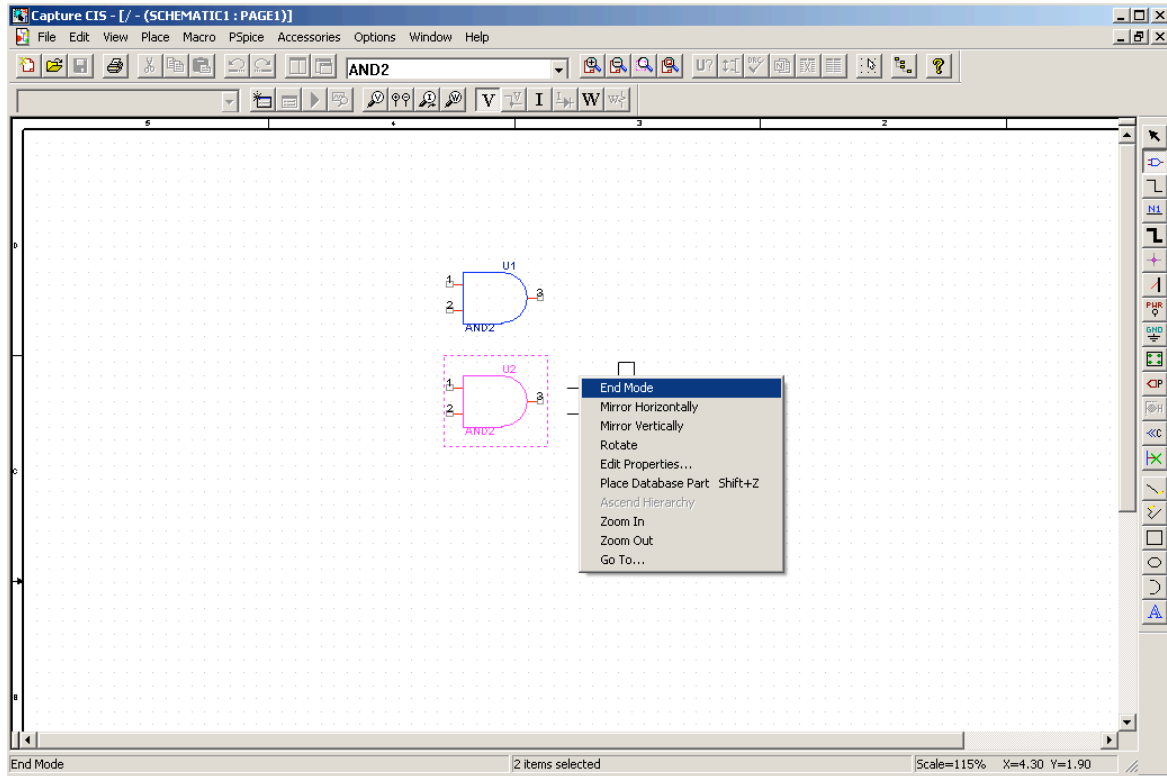 Capture CIS - [/ - (SCHEMATIC1 : PAGE1)]
File Edit View Place Macro PSpice Accessories Options Window Help
AND2
U?
V I W
5 4 3 2
N1
D
U1
1
3
2
AND2
PWR
GND
U2
1
3
2
AND2
End Mode
Mirror Horizontally
Mirror Vertically
Rotate
Edit Properties...
Place Database Part Shift+Z
Ascend Hierarchy
Zoom In
Zoom Out
Go To...
C
«C
A
B
End Mode 2 items selected Scale=115% X=4.30 Y=1.90